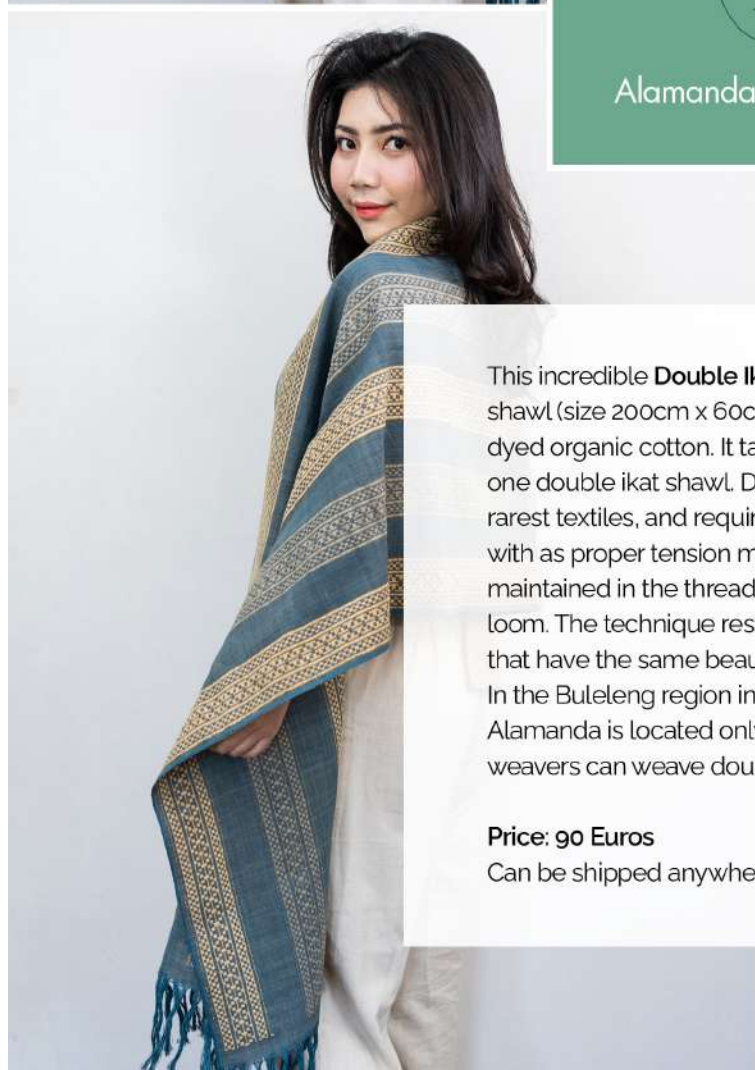 Alamanda
This incredible Double
shawl (size 200cm x
dyed organic cotton. It
one double ikat shawl.
rarest textiles, and
with as proper tension
maintained in the thread
loom. The technique
that have the same
In the Buleleng region in
Alamanda is located
weavers can weave
Price: 90 Euros
Can be shipped